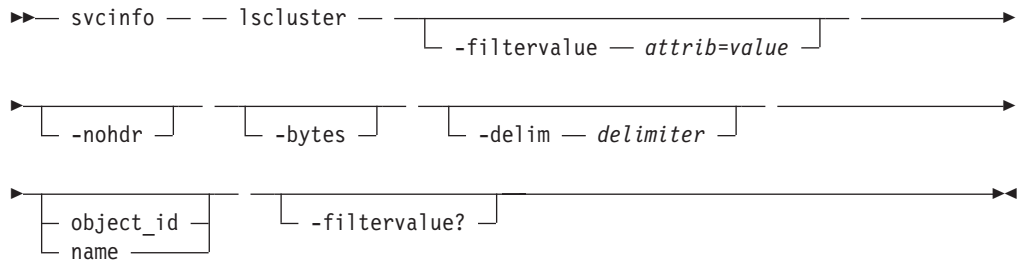 svcinfo lscluster
-filtervalue attrib=value
-nohdr -bytes -delim delimiter
object_id -filtervalue?
name